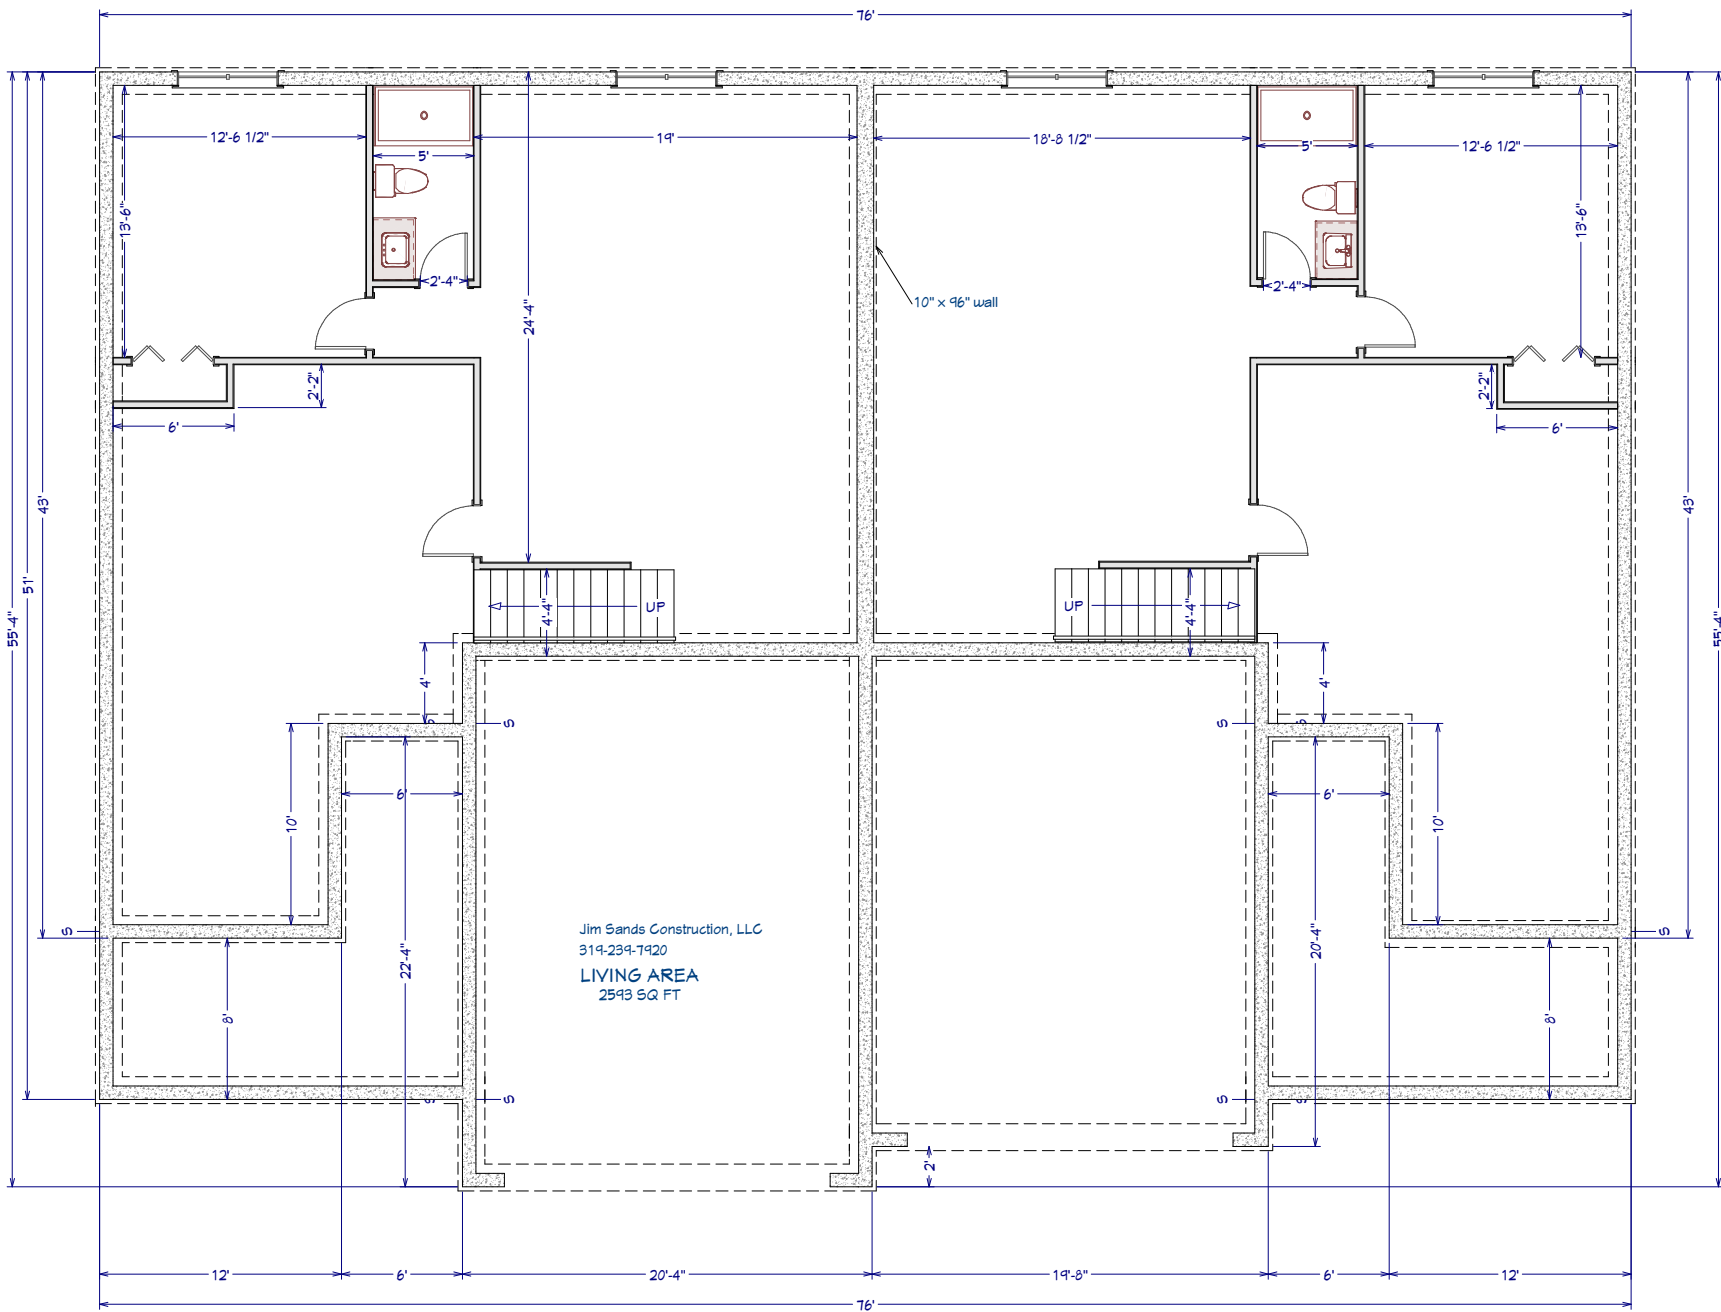 76'
12'-6 1/2"
19'
18'-8 1/2"
12'-6 1/2"
5'
5'
13'-6"
13'-6"
2'-4"
2'-4"
10" x 96" wall
24'-4"
2'-2"
2'-2"
6'
6'
43'
43'
51'
55'-4"
55'-4"
UP
4'-4"
UP
4'-4"
4'
4'
S
S
S
S
6'
6'
10'
10'
S
S
Jim Sands Construction, LLC
319-239-7920
LIVING AREA
2593 SQ FT
22'-4"
20'-4"
8'
8'
S
S
S
S
2'
12'
6'
20'-4"
19'-8"
6'
12'
76'